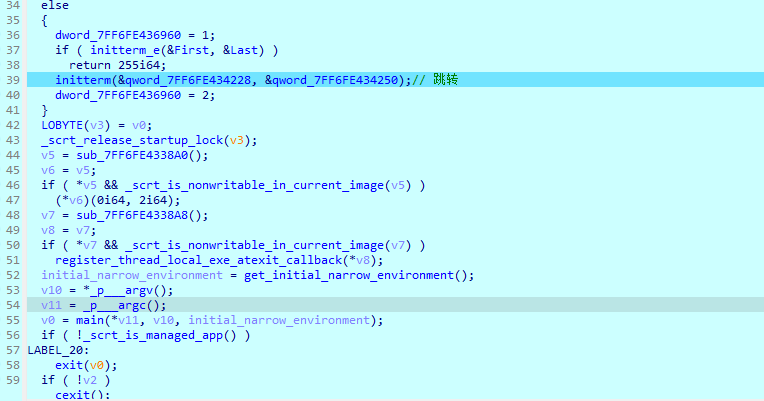 34 else
35 {
36 dword_7FF6FE436960 = 1;
37 if ( initterm_e(&First, &Last) )
38 return 255i64;
39 initterm(&qword_7FF6FE434228, &qword_7FF6FE434250);// 跳转
40 dword_7FF6FE436960 = 2;
41 }
42 LOBYTE(v3) = v0;
43 _scrt_release_startup_lock(v3);
44 v5 = sub_7FF6FE4338A0();
45 v6 = v5;
46 if ( *v5 && _scrt_is_nonwritable_in_current_image(v5) )
47 (*v6)(0i64, 2i64);
48 v7 = sub_7FF6FE4338A8();
49 v8 = v7;
50 if ( *v7 && _scrt_is_nonwritable_in_current_image(v7) )
51 register_thread_local_exe_atexit_callback(*v8);
52 initial_narrow_environment = get_initial_narrow_environment();
53 v10 = *_p___argv();
54 v11 = _p___argc();
55 v0 = main(*v11, v10, initial_narrow_environment);
56 if ( !_scrt_is_managed_app() )
57 LABEL_20:
58 exit(v0);
59 if ( !v2 )
cexit();